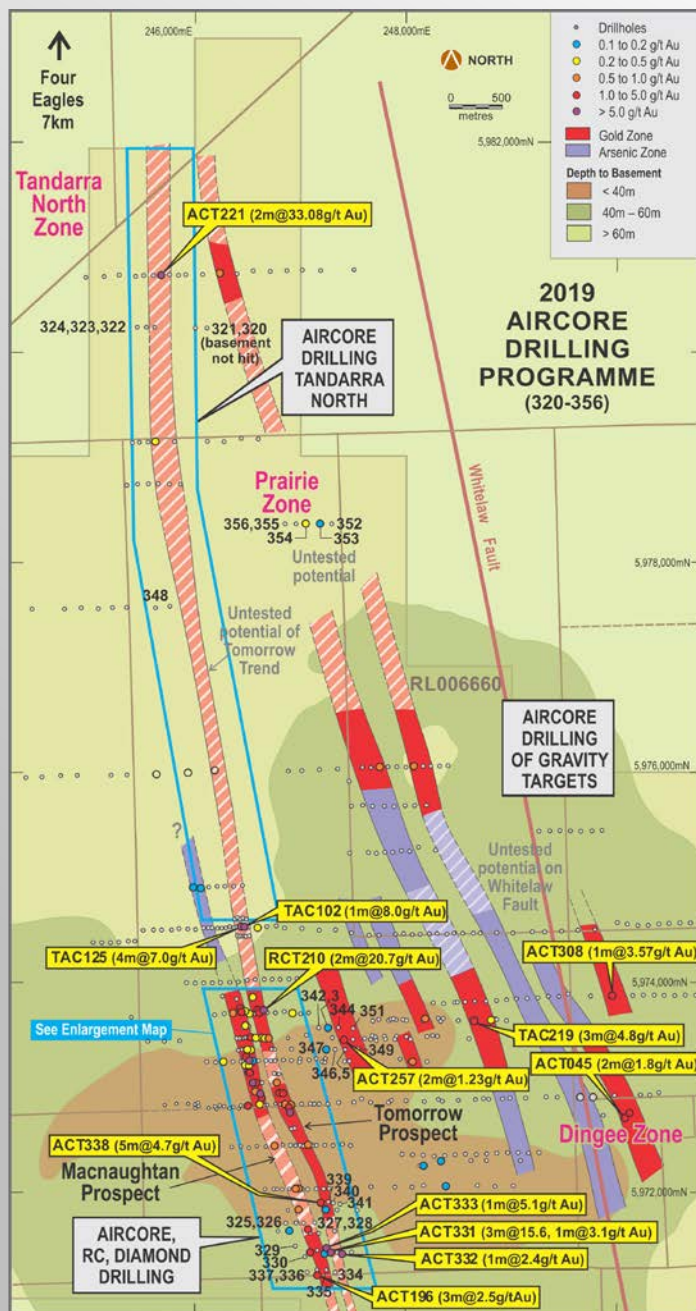 246,000mE
248,000mE
Four
Eagles
7km
NORTH
0 500
metres
Drillholes
0.1 to 0.2 g/t Au
0.2 to 0.5 g/t Au
0.5 to 1.0 g/t Au
1.0 to 5.0 g/t Au
> 5.0 g/t Au
Gold Zone
Arsenic Zone
Depth to Basement
< 40m
40m – 60m
> 60m
5,982,000mN
Tandarra
North
Zone
ACT221 (2m@33.08g/t Au)
2019
AIRCORE
DRILLING
PROGRAMME
(320-356)
324,323,322
321,320
(basement
not hit)
AIRCORE
DRILLING
TANDARRA
NORTH
Whitelaw Fault
Prairie
Zone
356,355
352
354
353
Untested
potential
5,978,000mN
348
Untested
potential of
Tomorrow
Trend
RL006660
AIRCORE
DRILLING
OF GRAVITY
TARGETS
5,976,000mN
?
Untested
potential on
Whitelaw
Fault
TAC102 (1m@8.0g/t Au)
TAC125 (4m@7.0g/t Au)
RCT210 (2m@20.7g/t Au)
ACT308 (1m@3.57g/t Au)
5,974,000mN
342,3
344
351
See Enlargement Map
TAC219 (3m@4.8g/t Au)
347
349
346,5
ACT045 (2m@1.8g/t Au)
ACT257 (2m@1.23g/t Au)
Tomorrow
Prospect
Dingee Zone
ACT338 (5m@4.7g/t Au)
Macnaughtan
Prospect
339
340
341
5,972,000mN
ACT333 (1m@5.1g/t Au)
325,326
327,328
ACT331 (3m@15.6, 1m@3.1g/t Au)
AIRCORE,
RC, DIAMOND
DRILLING
329
330
ACT332 (1m@2.4g/t Au)
337,336
334
335
ACT196 (3m@2.5g/tAu)